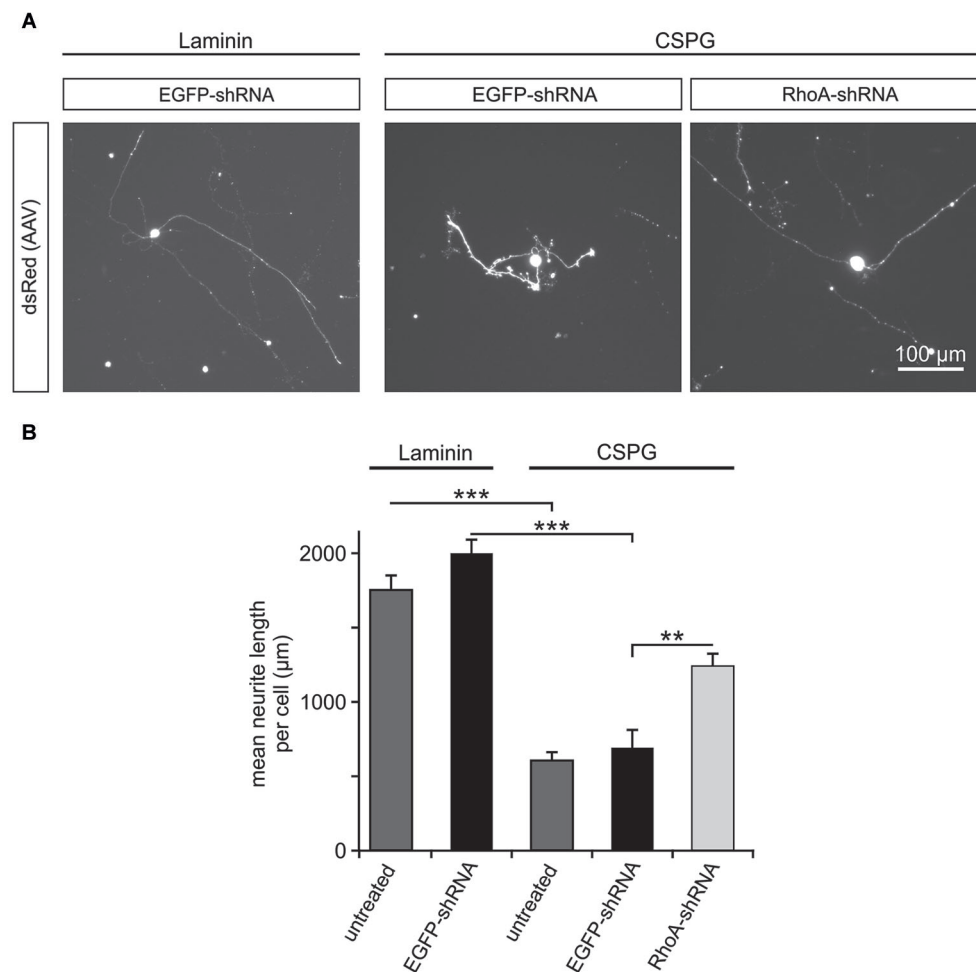 A
Laminin
CSPG
EGFP-shRNA
EGFP-shRNA
RhoA-shRNA
dsRed (AAV)
100 µm
B
Laminin
CSPG
***
***
**
mean neurite length
per cell (µm)
2000
1000
0
untreated
EGFP-shRNA
untreated
EGFP-shRNA
RhoA-shRNA